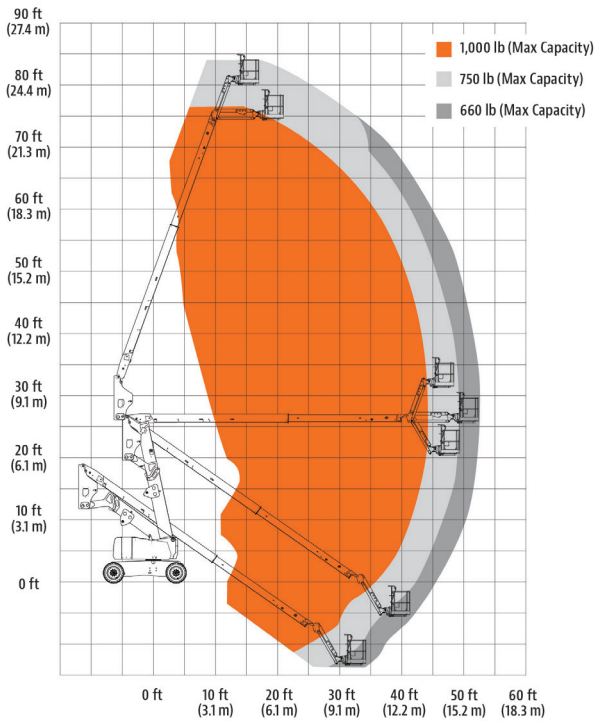 90 ft
(27.4 m)
80 ft
(24.4 m)
70 ft
(21.3 m)
60 ft
(18.3 m)
50 ft
(15.2 m)
40 ft
(12.2 m)
30 ft
(9.1 m)
20 ft
(6.1 m)
10 ft
(3.1 m)
0 ft
1,000 lb (Max Capacity)
750 lb (Max Capacity)
660 lb (Max Capacity)
0 ft
10 ft
(3.1 m)
20 ft
(6.1 m)
30 ft
(9.1 m)
40 ft
(12.2 m)
50 ft
(15.2 m)
60 ft
(18.3 m)